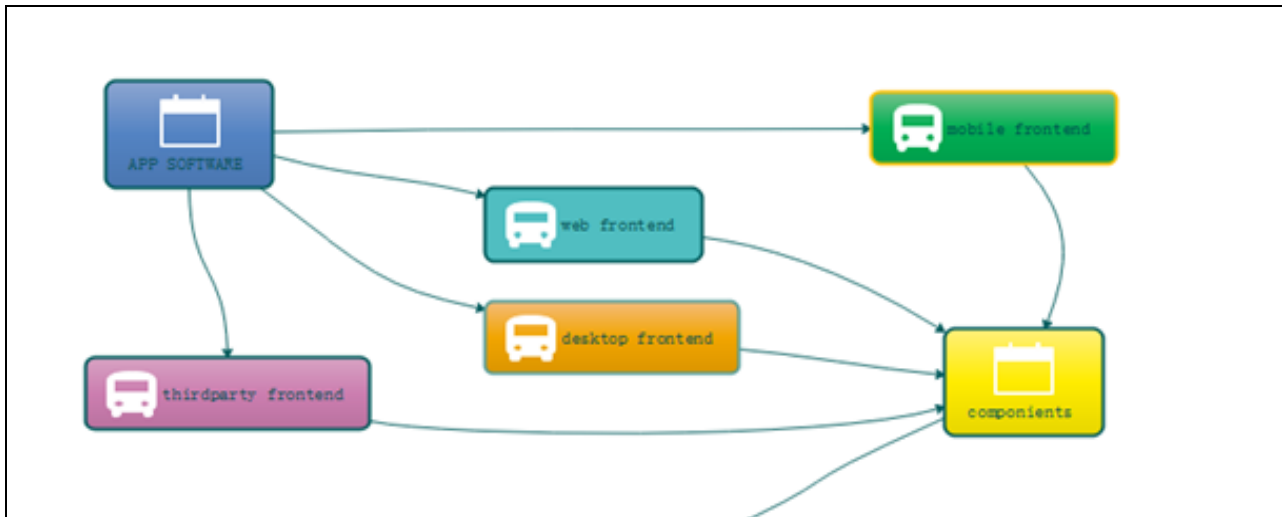 APP SOFTWARE
mobile frontend
web frontend
desktop frontend
thirdparty frontend
componients